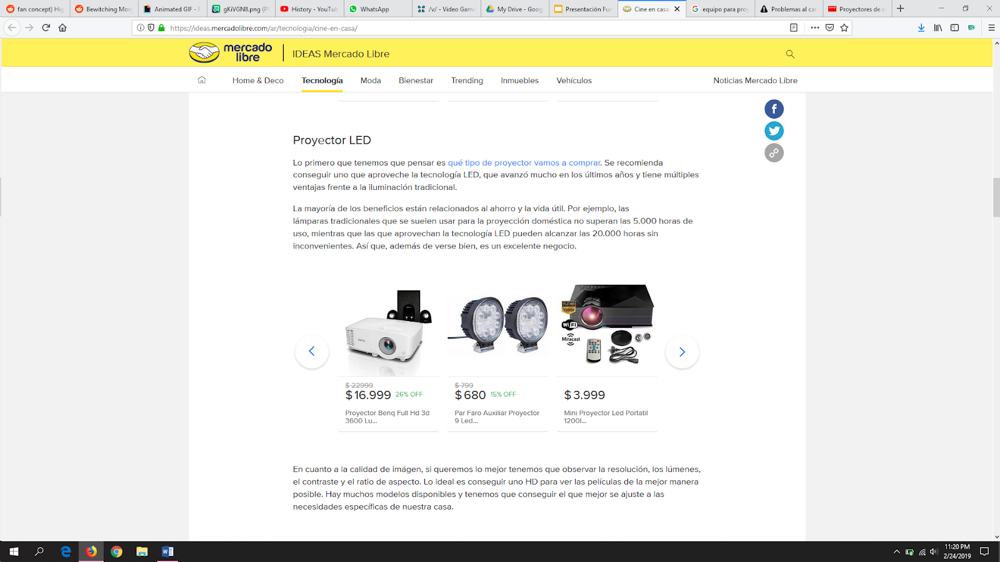 fan concept) Hig
Bewitching Mor
Animated GIF - F
gKiVGN8.png (P
History - YouTub
WhatsApp
/v/ - Video Game
My Drive - Goog
Presentación Fun
Cine en casa:
equipo para proy
Problemas al car
Proyectores de c
https://ideas.mercadolibre.com/ar/tecnologia/cine-en-casa/
mercado
libre
IDEAS Mercado Libre
Home & Deco
Tecnología
Moda
Bienestar
Trending
Inmuebles
Vehículos
Noticias Mercado Libre
Proyector LED
Lo primero que tenemos que pensar es qué tipo de proyector vamos a comprar. Se recomienda
conseguir uno que aproveche la tecnología LED, que avanzó mucho en los últimos años y tiene múltiples
ventajas frente a la iluminación tradicional.
La mayoría de los beneficios están relacionados al ahorro y la vida útil. Por ejemplo, las
lámparas tradicionales que se suelen usar para la proyección doméstica no superan las 5.000 horas de
uso, mientras que las que aprovechan la tecnología LED pueden alcanzar las 20.000 horas sin
inconvenientes. Así que, además de verse bien, es un excelente negocio.
BENQ
Full HD
1080p
WiFi
Miracast
$ 22999
$ 16.999 26% OFF
Proyector Benq Full Hd 3d
3600 Lu...
$ 799
$ 680 15% OFF
Par Faro Auxiliar Proyector
9 Led...
$ 3.999
Mini Proyector Led Portatil
1200l...
En cuanto a la calidad de imágen, si queremos lo mejor tenemos que observar la resolución, los lúmenes,
el contraste y el ratio de aspecto. Lo ideal es conseguir uno HD para ver las películas de la mejor manera
posible. Hay muchos modelos disponibles y tenemos que conseguir el que mejor se ajuste a las
necesidades específicas de nuestra casa.
11:20 PM
2/24/2019